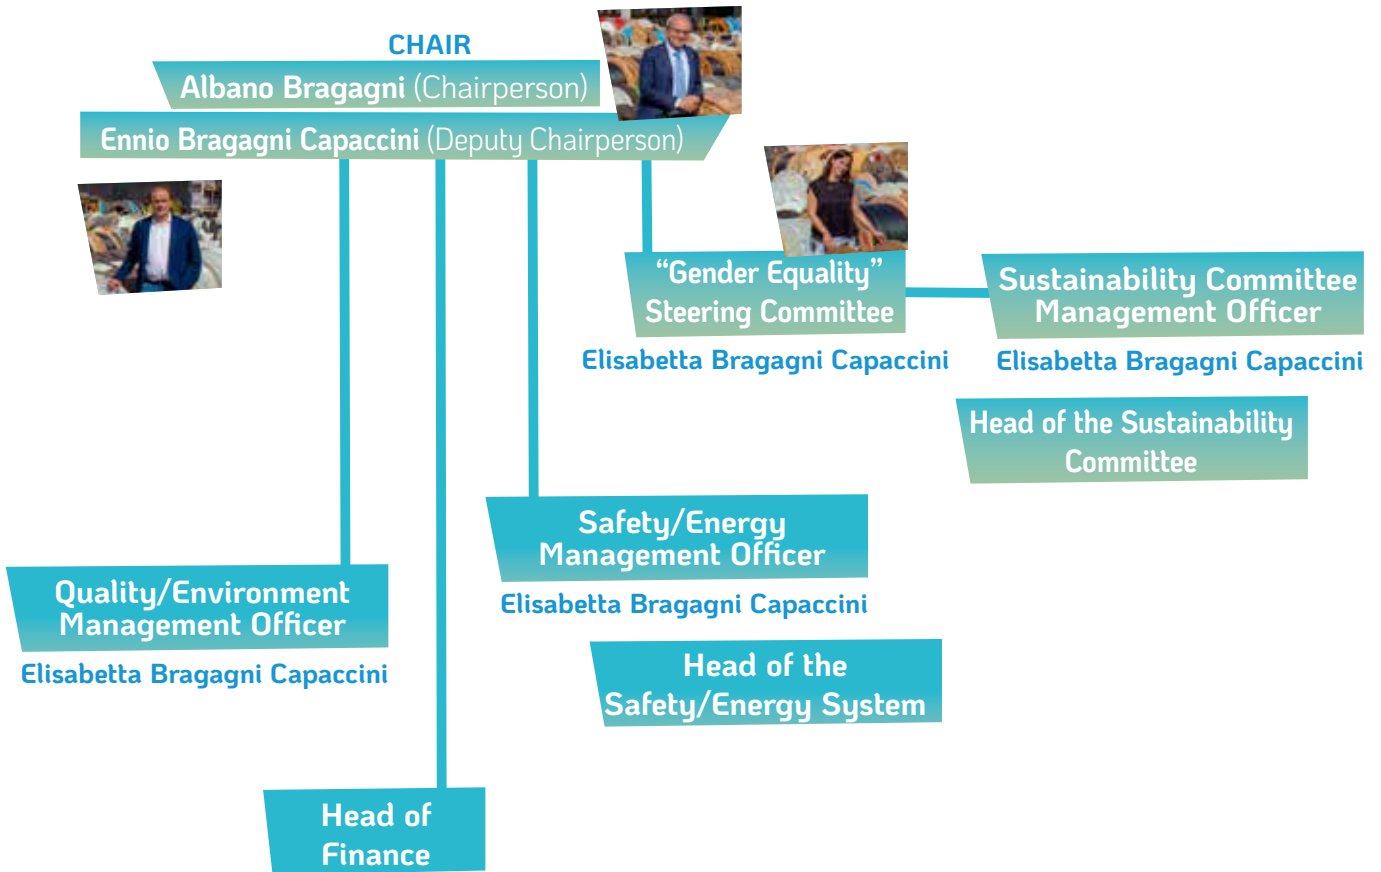 CHAIR
Albano Bragagni (Chairperson)
Ennio Bragagni Capaccini (Deputy Chairperson)
“Gender Equality”
Steering Committee
Elisabetta Bragagni Capaccini
Sustainability Committee
Management Officer
Elisabetta Bragagni Capaccini
Head of the Sustainability
Committee
Safety/Energy
Management Officer
Elisabetta Bragagni Capaccini
Head of the
Safety/Energy System
Quality/Environment
Management Officer
Elisabetta Bragagni Capaccini
Head of
Finance